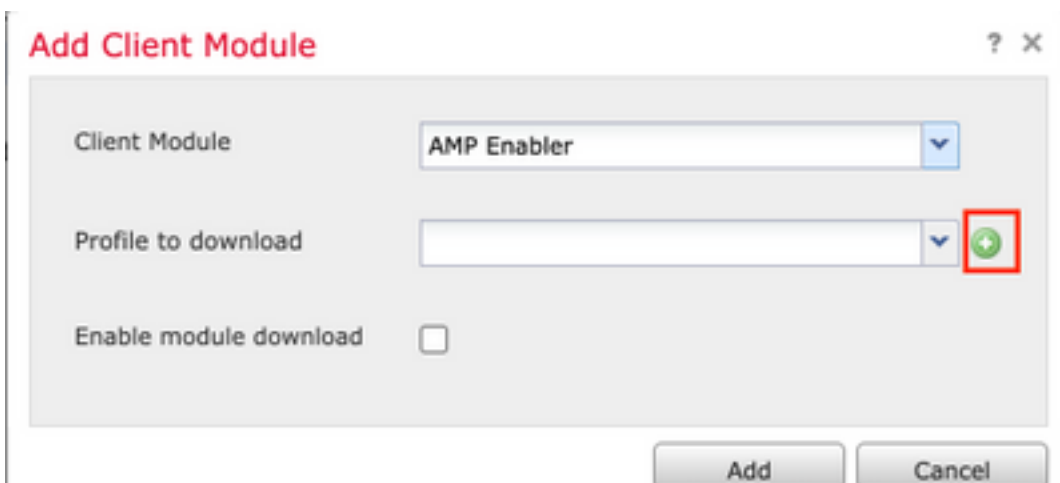 Add Client Module
?
Client Module
AMP Enabler
Profile to download
Enable module download
Add
Cancel